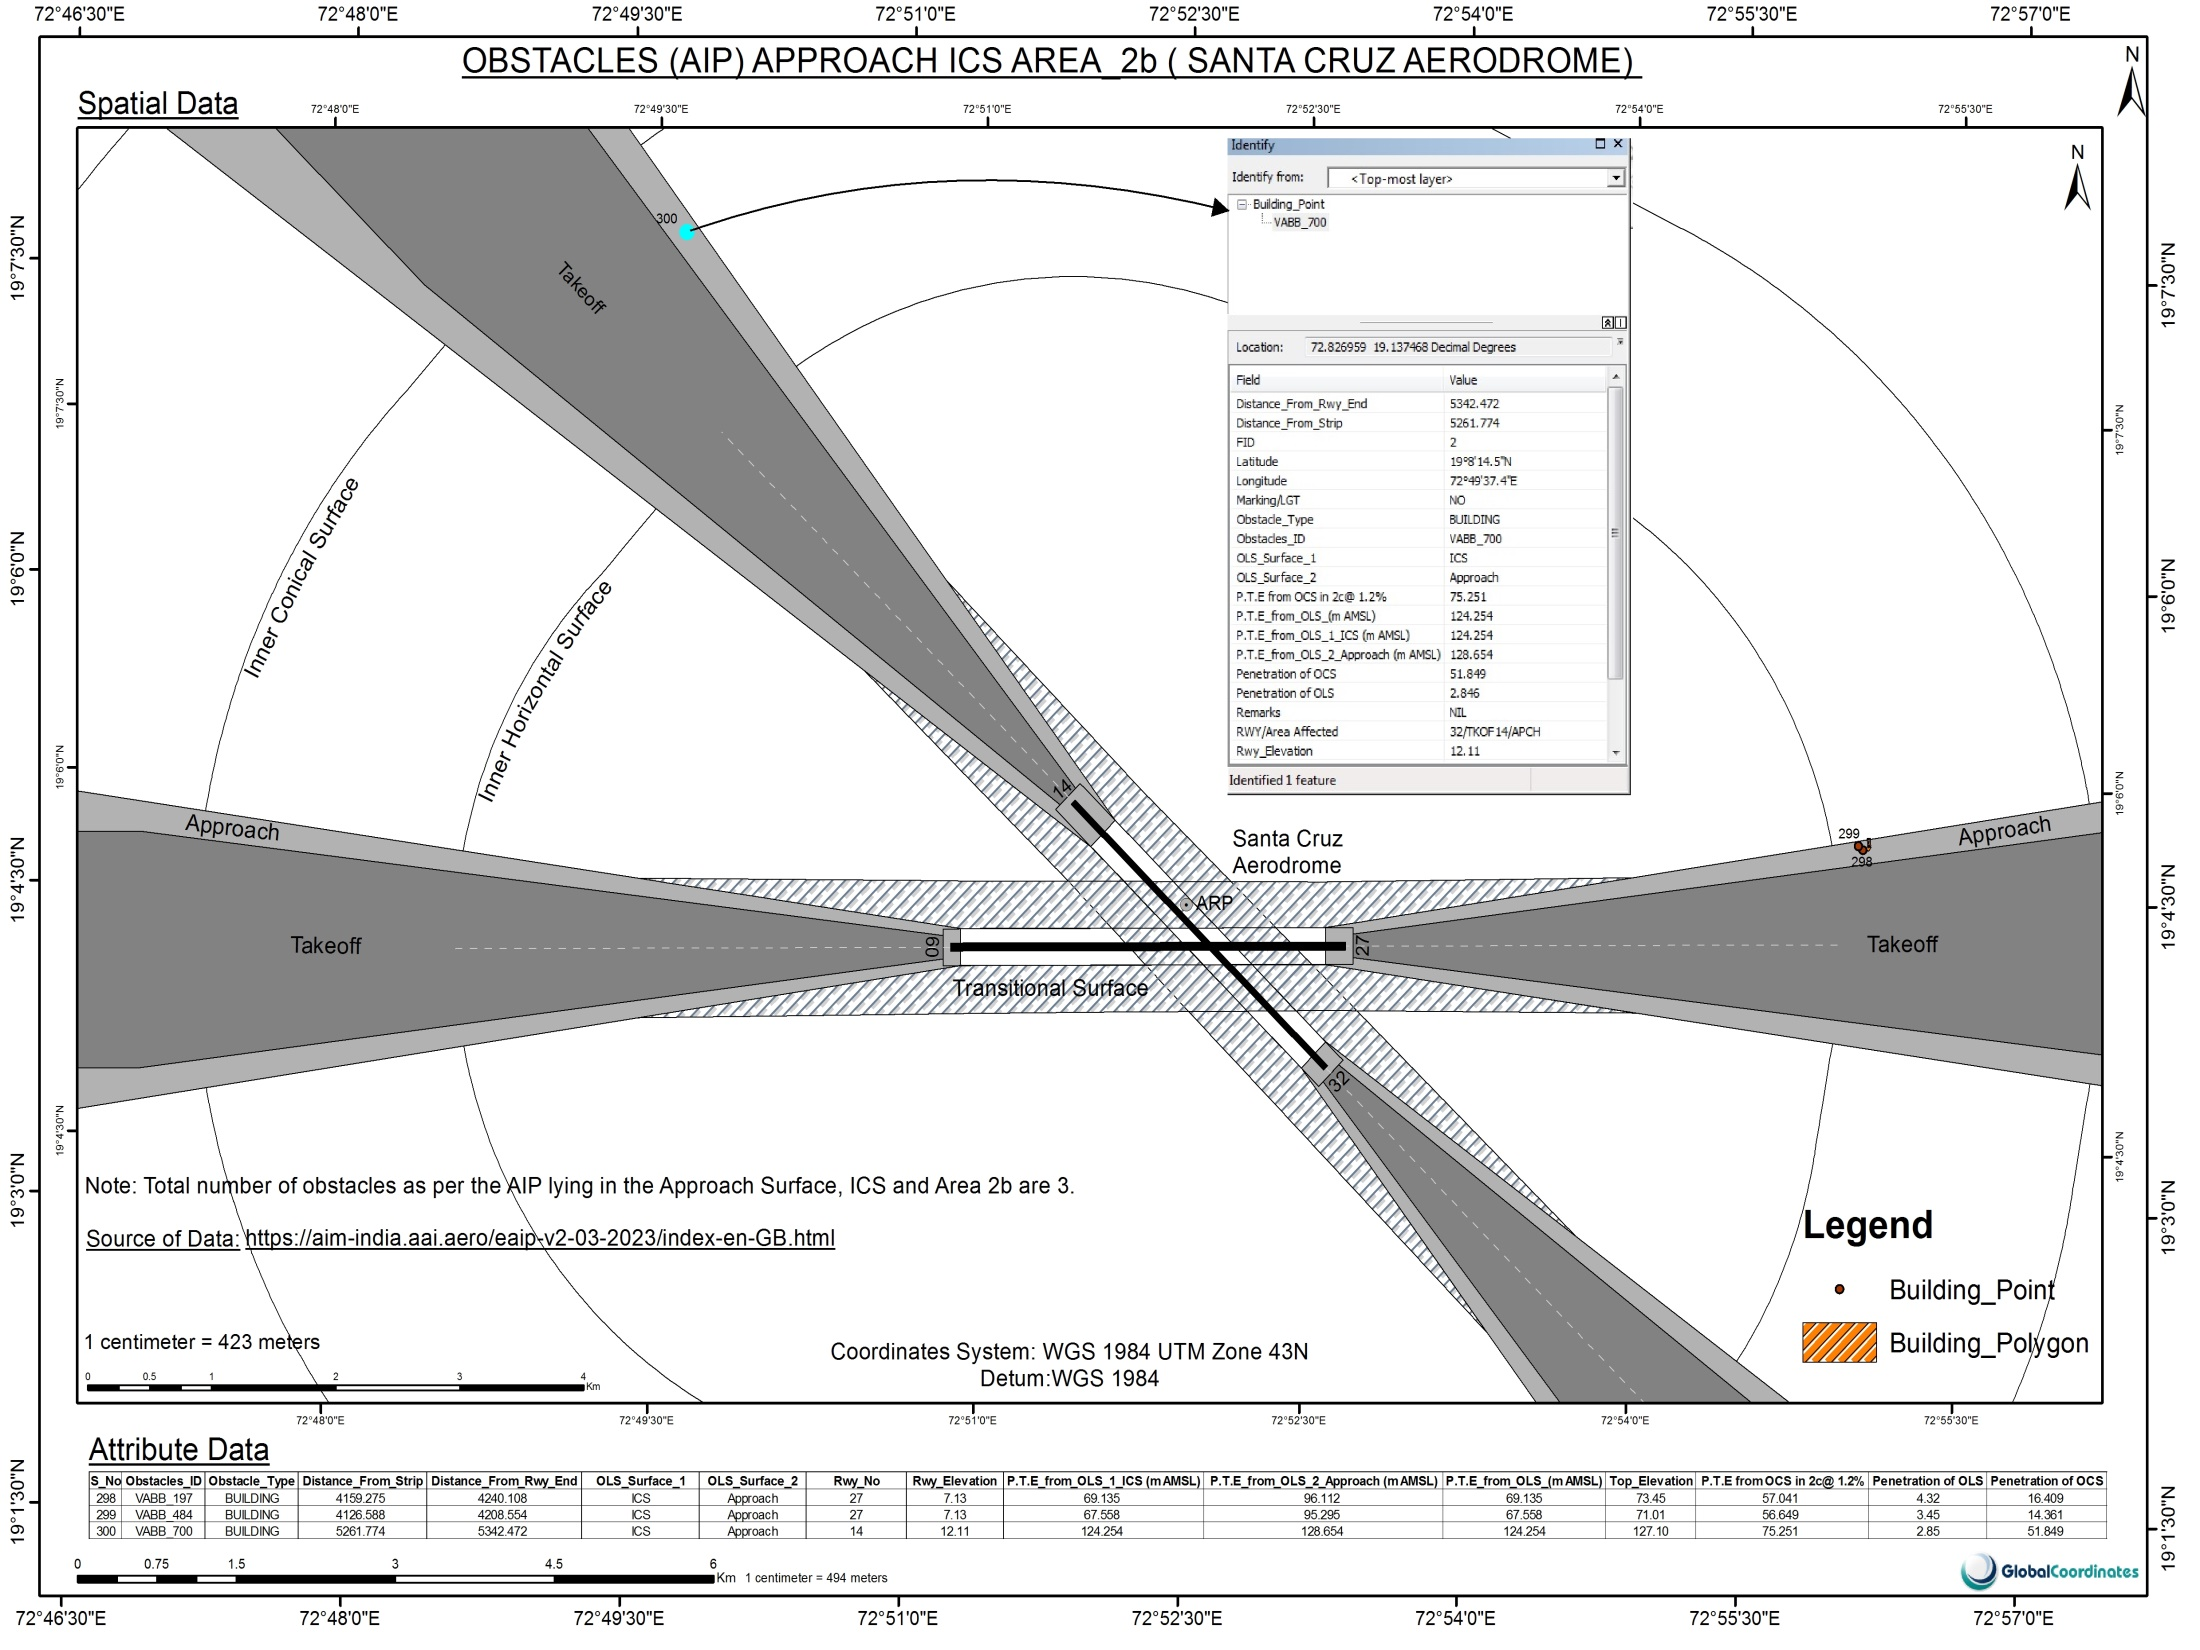 72°46'30"E 72°48'0"E 72°49'30"E 72°51'0"E 72°52'30"E 72°54'0"E 72°55'30"E 72°57'0"E
OBSTACLES (AIP) APPROACH ICS AREA_2b ( SANTA CRUZ AERODROME)
N
Spatial Data
72°48'0"E 72°49'30"E 72°51'0"E 72°52'30"E 72°54'0"E 72°55'30"E
N
Identify
Identify from: <Top-most layer>
Building_Point
VABB_700
Location: 72.826959 19.137468 Decimal Degrees
Field Value
Distance_From_Rwy_End 5342.472
Distance_From_Strip 5261.774
FID 2
Latitude 19°8'14.5"N
Longitude 72°49'37.4"E
Marking/LGT NO
Obstacle_Type BUILDING
Obstacles_ID VABB_700
OLS_Surface_1 ICS
OLS_Surface_2 Approach
P.T.E from OCS in 2c@ 1.2% 75.251
P.T.E_from_OLS_(m AMSL) 124.254
P.T.E_from_OLS_1_ICS (m AMSL) 124.254
P.T.E_from_OLS_2_Approach (m AMSL) 128.654
Penetration of OCS 51.849
Penetration of OLS 2.846
Remarks NIL
RWY/Area Affected 32/TKOF14/APCH
Rwy_Elevation 12.11
Identified 1 feature
300
Takeoff
Inner Conical Surface
Inner Horizontal Surface
14
Santa Cruz
Aerodrome
299
298
Approach
Approach
ARP
Takeoff
09
27
Takeoff
Transitional Surface
32
19°7'30"N
19°6'0"N
19°4'30"N
19°3'0"N
19°1'30"N
19°7'30"N
19°6'0"N
19°4'30"N
19°7'30"N
19°6'0"N
19°4'30"N
19°7'30"N
19°6'0"N
19°4'30"N
19°3'0"N
19°1'30"N
Note: Total number of obstacles as per the AIP lying in the Approach Surface, ICS and Area 2b are 3.
Source of Data: https://aim-india.aai.aero/eaip-v2-03-2023/index-en-GB.html
Legend
Building_Point
Building_Polygon
1 centimeter = 423 meters
0 0.5 1 2 3 4
Km
Coordinates System: WGS 1984 UTM Zone 43N
Detum:WGS 1984
72°48'0"E 72°49'30"E 72°51'0"E 72°52'30"E 72°54'0"E 72°55'30"E
Attribute Data
S_No Obstacles_ID Obstacle_Type Distance_From_Strip Distance_From_Rwy_End OLS_Surface_1 OLS_Surface_2 Rwy_No Rwy_Elevation P.T.E_from_OLS_1_ICS (m AMSL) P.T.E_from_OLS_2_Approach (m AMSL) P.T.E_from_OLS_(m AMSL) Top_Elevation P.T.E from OCS in 2c@ 1.2% Penetration of OLS Penetration of OCS
298 VABB_197 BUILDING 4159.275 4240.108 ICS Approach 27 7.13 69.135 96.112 69.135 73.45 57.041 4.32 16.409
299 VABB_484 BUILDING 4126.588 4208.554 ICS Approach 27 7.13 67.558 95.295 67.558 71.01 56.649 3.45 14.361
300 VABB_700 BUILDING 5261.774 5342.472 ICS Approach 14 12.11 124.254 128.654 124.254 127.10 75.251 2.85 51.849
0 0.75 1.5 3 4.5 6
Km 1 centimeter = 494 meters
GlobalCoordinates
72°46'30"E 72°48'0"E 72°49'30"E 72°51'0"E 72°52'30"E 72°54'0"E 72°55'30"E 72°57'0"E